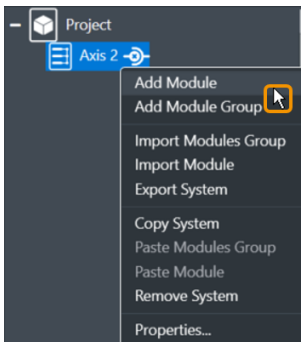 Project
Axis 2
Add Module
Add Module Group
Import Modules Group
Import Module
Export System
Copy System
Paste Modules Group
Paste Module
Remove System
Properties...